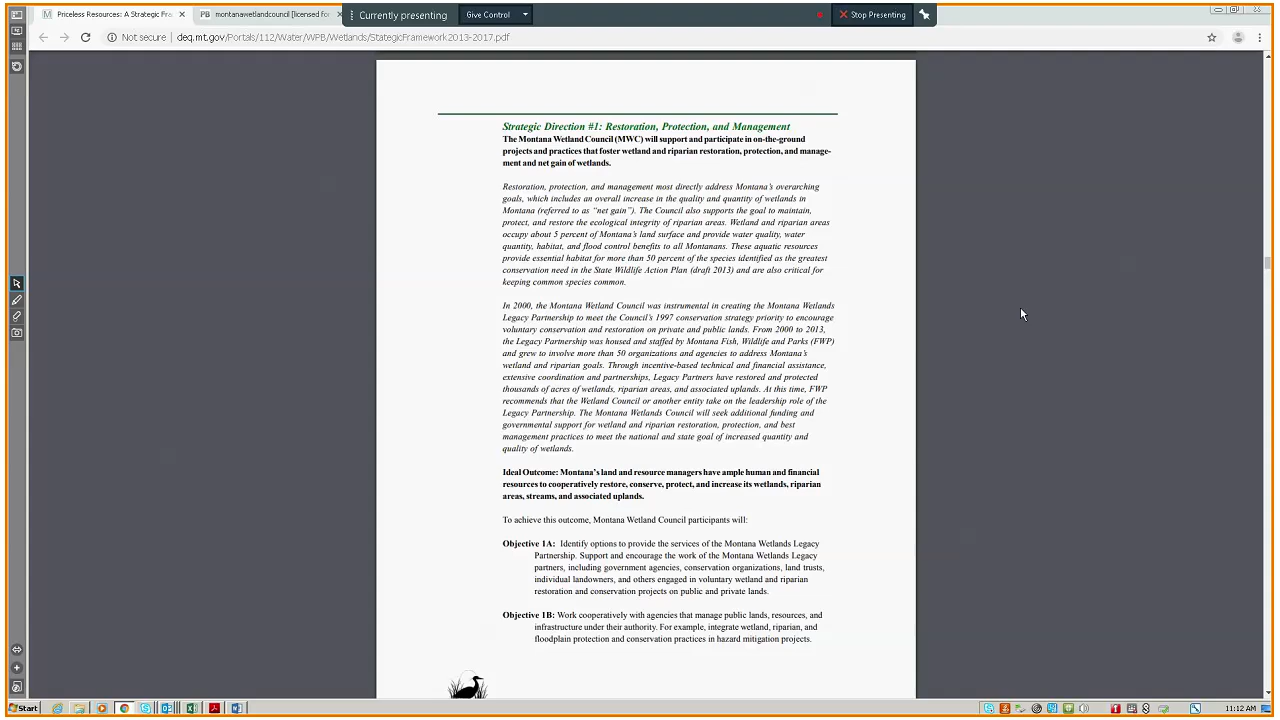 Priceless Resources: A Strategic Fra
montanawetlandcouncil [licensed for
Currently presenting
Give Control
Stop Presenting
Not secure
deq.mt.gov/Portals/112/Water/WPB/Wetlands/StategicFramework2013-2017.pdf
Strategic Direction #1: Restoration, Protection, and Management
The Montana Wetland Council (MWC) will support and participate in on-the-ground
projects and practices that foster wetland and riparian restoration, protection, and manage-
ment and net gain of wetlands.
Restoration, protection, and management most directly address Montana's overarching
goals, which includes an overall increase in the quality and quantity of wetlands in
Montana (referred to as "net gain"). The Council also supports the goal to maintain,
protect, and restore the ecological integrity of riparian areas. Wetland and riparian areas
occupy about 5 percent of Montana's land surface and provide water quality, water
quantity, habitat, and flood control benefits to all Montanans. These aquatic resources
provide essential habitat for more than 50 percent of the species identified as the greatest
conservation need in the State Wildlife Action Plan (draft 2013) and are also critical for
keeping common species common.
In 2000, the Montana Wetland Council was instrumental in creating the Montana Wetlands
Legacy Partnership to meet the Council's 1997 conservation strategy priority to encourage
voluntary conservation and restoration on private and public lands. From 2000 to 2013,
the Legacy Partnership was housed and staffed by Montana Fish, Wildlife and Parks (FWP)
and grew to involve more than 50 organizations and agencies to address Montana's
wetland and riparian goals. Through incentive-based technical and financial assistance,
extensive coordination and partnerships, Legacy Partners have restored and protected
thousands of acres of wetlands, riparian areas, and associated uplands. At this time, FWP
recommends that the Wetland Council or another entity take on the leadership role of the
Legacy Partnership. The Montana Wetlands Council will seek additional funding and
governmental support for wetland and riparian restoration, protection, and best
management practices to meet the national and state goal of increased quantity and
quality of wetlands.
Ideal Outcome: Montana's land and resource managers have ample human and financial
resources to cooperatively restore, conserve, protect, and increase its wetlands, riparian
areas, streams, and associated uplands.
To achieve this outcome, Montana Wetland Council participants will:
Objective 1A: Identify options to provide the services of the Montana Wetlands Legacy
Partnership. Support and encourage the work of the Montana Wetlands Legacy
partners, including government agencies, conservation organizations, land trusts,
individual landowners, and others engaged in voluntary wetland and riparian
restoration and conservation projects on public and private lands.
Objective 1B: Work cooperatively with agencies that manage public lands, resources, and
infrastructure under their authority. For example, integrate wetland, riparian, and
floodplain protection and conservation practices in hazard mitigation projects.
Start
11:12 AM